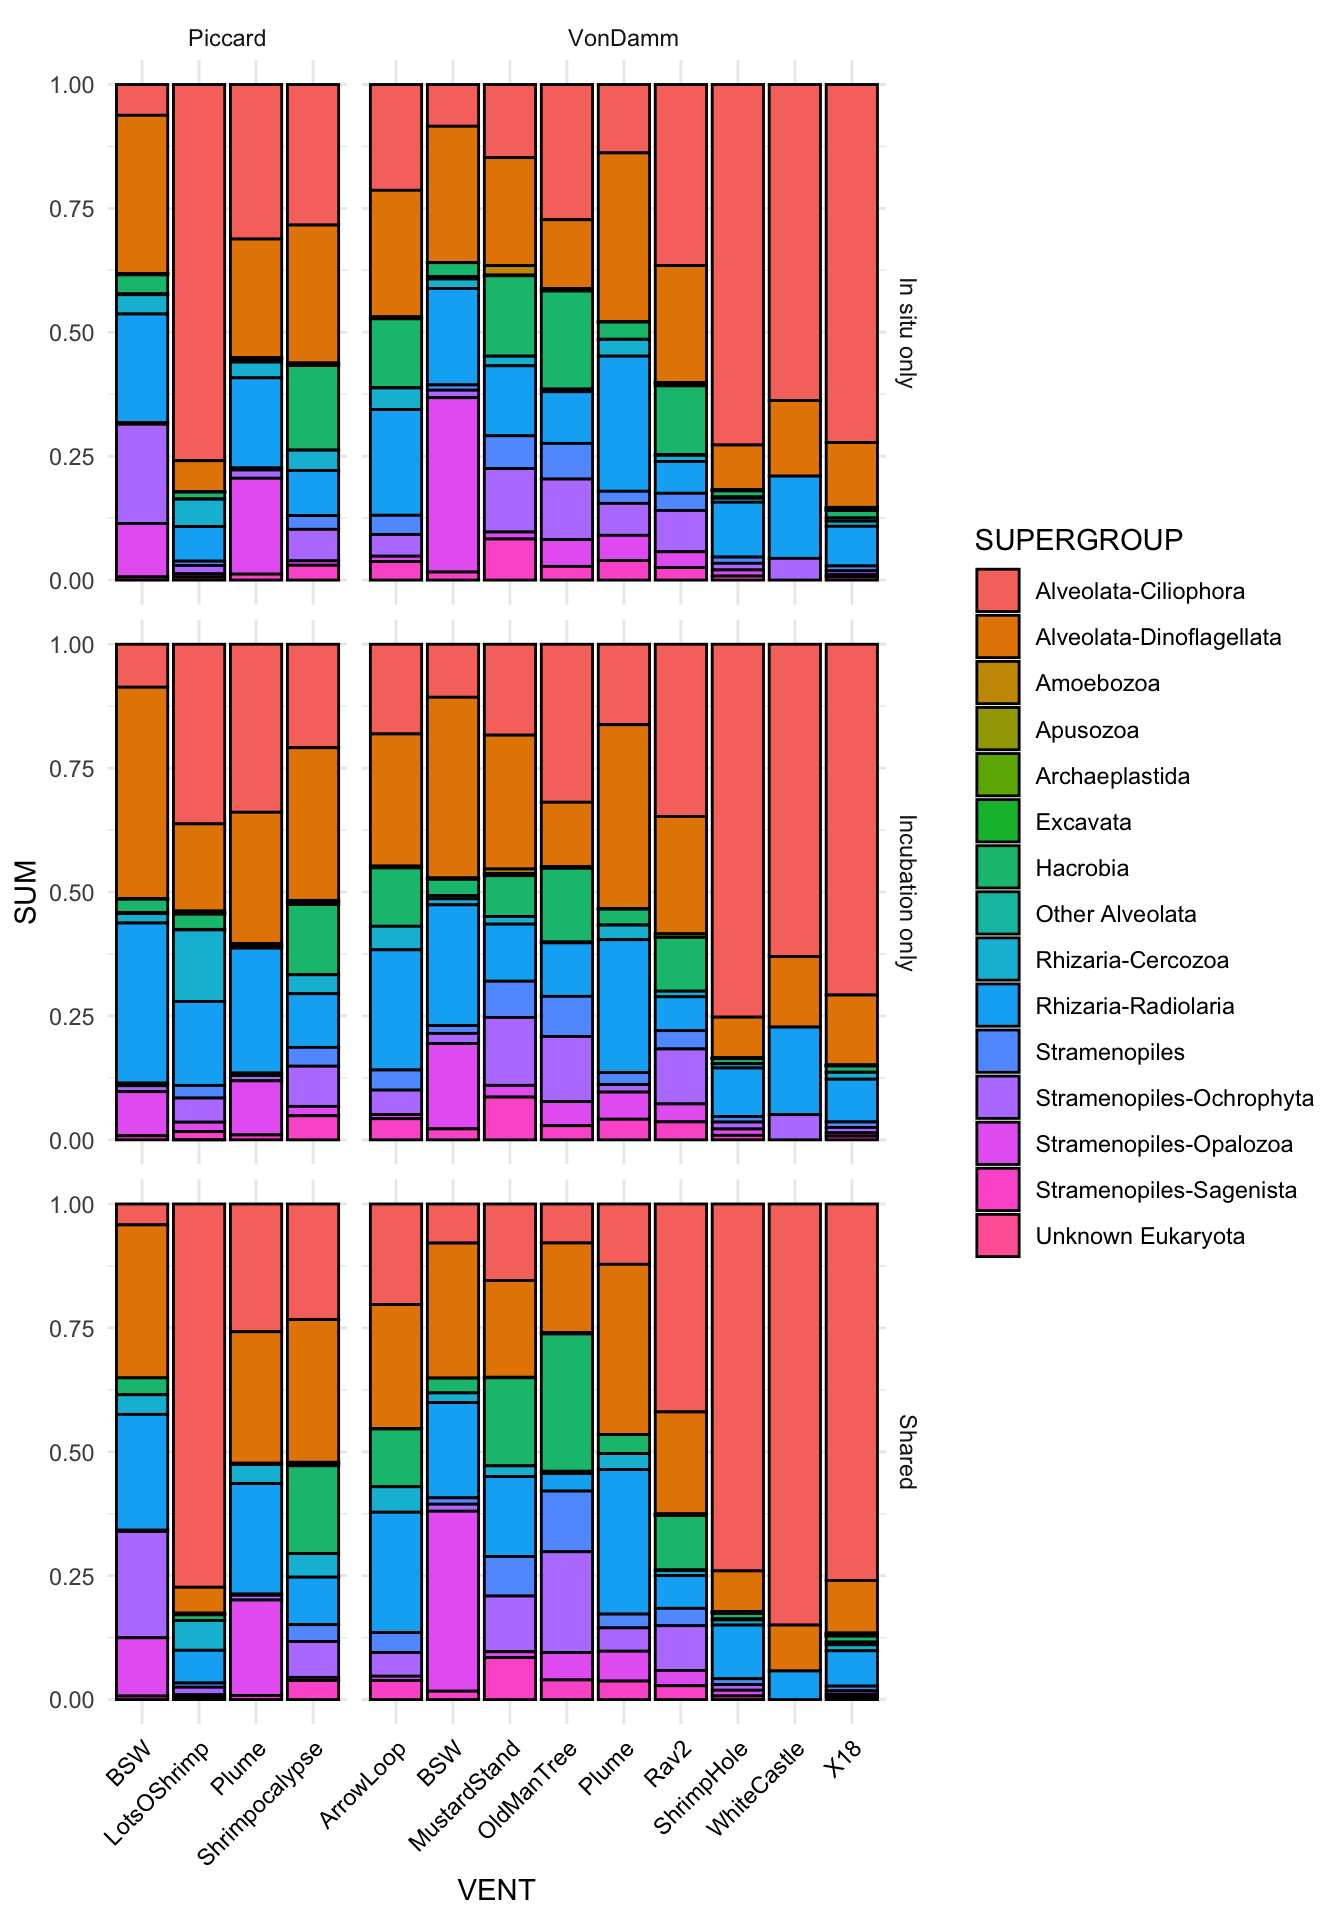 Piccard
VonDamm
1.00
0.75
0.50
0.25
0.00
In situ only
1.00
0.75
0.50
0.25
0.00
Incubation only
1.00
0.75
0.50
0.25
0.00
Shared
SUM
BSW
LotsOShrimp
Plume
Shrimpocalypse
ArrowLoop
BSW
MustardStand
OldManTree
Plume
Rav2
ShrimpHole
WhiteCastle
X18
VENT
SUPERGROUP
Alveolata-Ciliophora
Alveolata-Dinoflagellata
Amoebozoa
Apusozoa
Archaeplastida
Excavata
Hacrobia
Other Alveolata
Rhizaria-Cercozoa
Rhizaria-Radiolaria
Stramenopiles
Stramenopiles-Ochrophyta
Stramenopiles-Opalozoa
Stramenopiles-Sagenista
Unknown Eukaryota